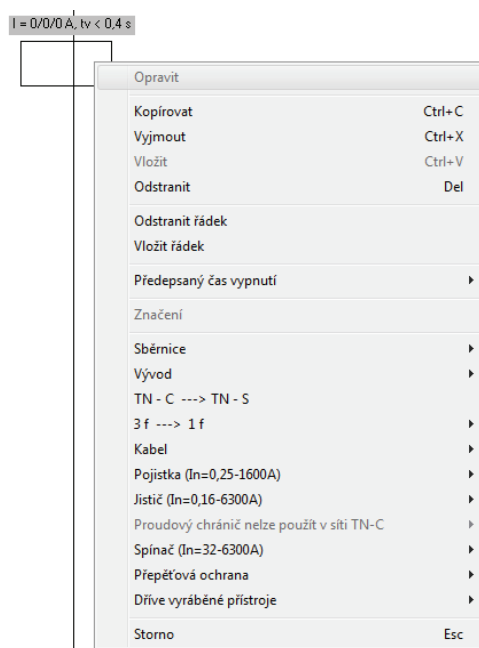 I = 0/0/0 A, tv < 0,4 s
Opravit
Kopírovat Ctrl+C
Vyjmout Ctrl+X
Vložit Ctrl+V
Odstranit Del
Odstranit řádek
Vložit řádek
Předepsaný čas vypnutí
Značení
Sběrnice
Vývod
TN - C ---> TN - S
3 f ---> 1 f
Kabel
Pojistka (In=0,25-1600A)
Jistič (In=0,16-6300A)
Proudový chránič nelze použít v síti TN-C
Spínač (In=32-6300A)
Přepěťová ochrana
Dříve vyráběné přístroje
Storno Esc